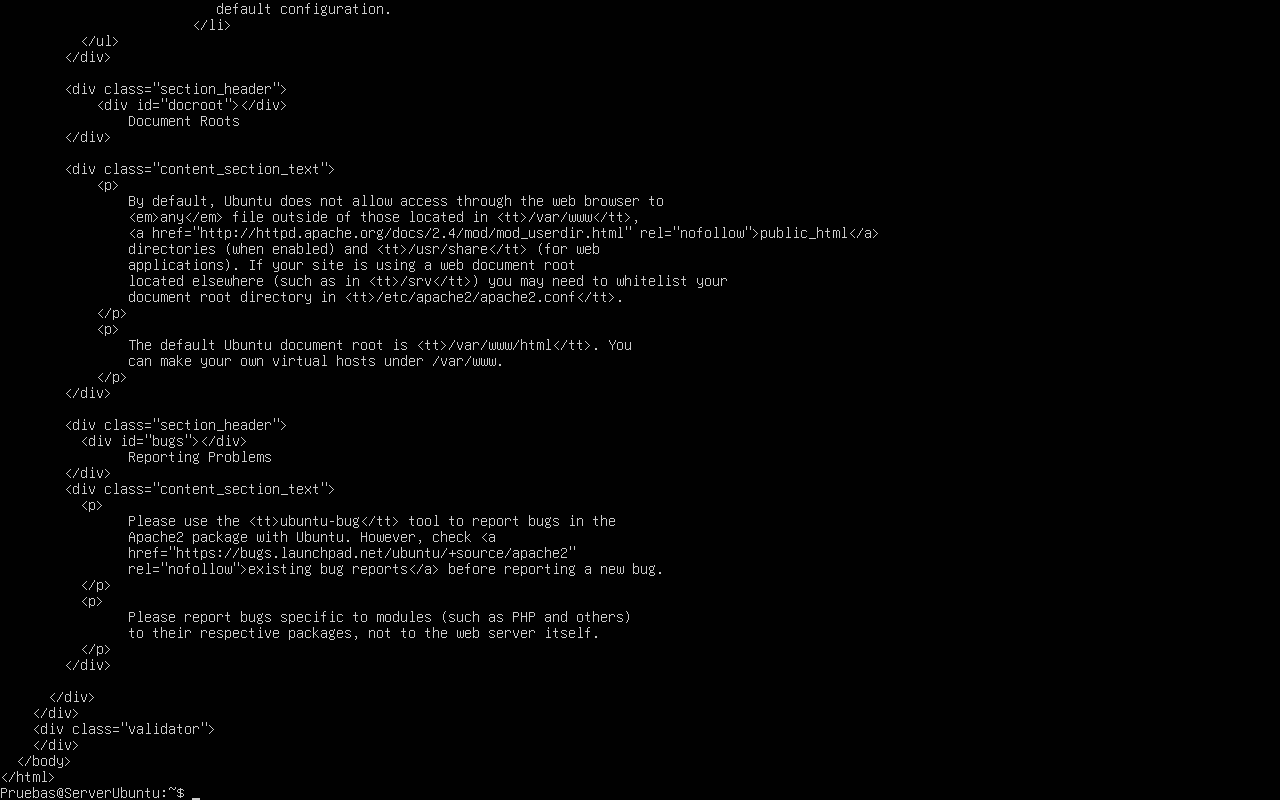 default configuration.
</li>
</ul>
</div>
<div class="section_header">
<div id="docroot"></div>
Document Roots
</div>
<div class="content_section_text">
<p>
By default, Ubuntu does not allow access through the web browser to
<em>any</em> file outside of those located in <tt>/var/www</tt>,
<a href="http://httpd.apache.org/docs/2.4/mod/mod_userdir.html" rel="nofollow">public_html</a>
directories (when enabled) and <tt>/usr/share</tt> (for web
applications). If your site is using a web document root
located elsewhere (such as in <tt>/srv</tt>) you may need to whitelist your
document root directory in <tt>/etc/apache2/apache2.conf</tt>.
</p>
<p>
The default Ubuntu document root is <tt>/var/www/html</tt>. You
can make your own virtual hosts under /var/www.
</p>
</div>
<div class="section_header">
<div id="bugs"></div>
Reporting Problems
</div>
<div class="content_section_text">
<p>
Please use the <tt>ubuntu-bug</tt> tool to report bugs in the
Apache2 package with Ubuntu. However, check <a
href="https://bugs.launchpad.net/ubuntu/+source/apache2"
rel="nofollow">existing bug reports</a> before reporting a new bug.
</p>
<p>
Please report bugs specific to modules (such as PHP and others)
to their respective packages, not to the web server itself.
</p>
</div>
</div>
</div>
<div class="validator">
</div>
</body>
</html>
Pruebas@ServerUbuntu:~$ _